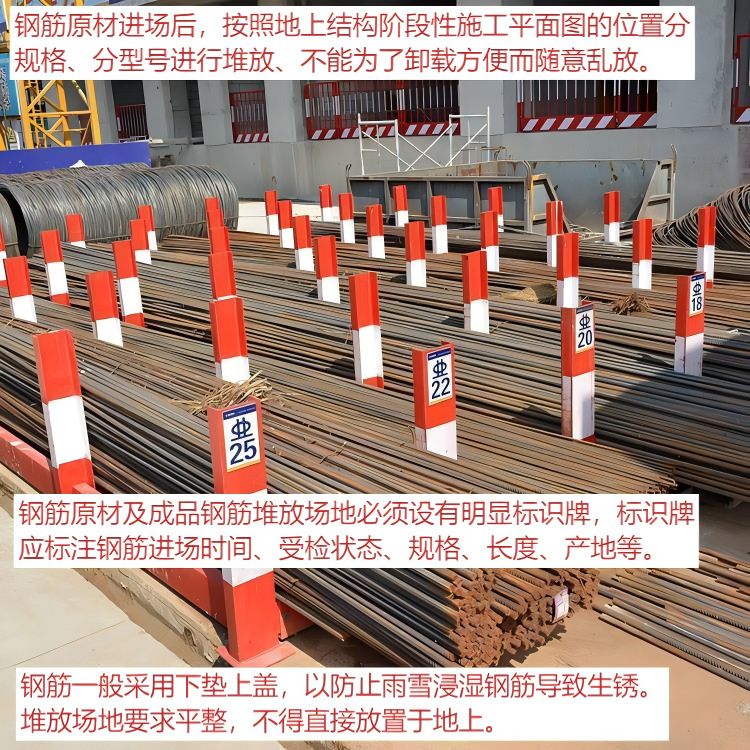 钢筋原材进场后，按照地上结构阶段性施工平面图的位置分
规格、分型号进行堆放、不能为了卸载方便而随意乱放。
18
20
22
25
钢筋原材及成品钢筋堆放场地必须设有明显标识牌，标识牌
应标注钢筋进场时间、受检状态、规格、长度、产地等。
钢筋一般采用下垫上盖，以防止雨雪浸湿钢筋导致生锈。
堆放场地要求平整，不得直接放置于地上。